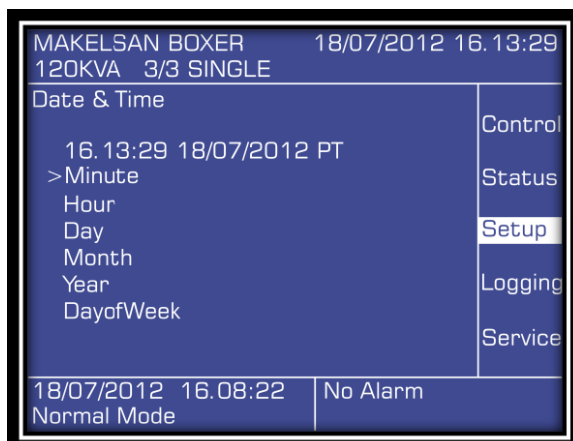 MAKELSAN BOXER 18/07/2012 16.13:29
120KVA 3/3 SINGLE
Date & Time
16.13:29 18/07/2012 PT
>Minute
Hour
Day
Month
Year
DayofWeek
Control
Status
Setup
Logging
Service
18/07/2012 16.08:22
Normal Mode
No Alarm